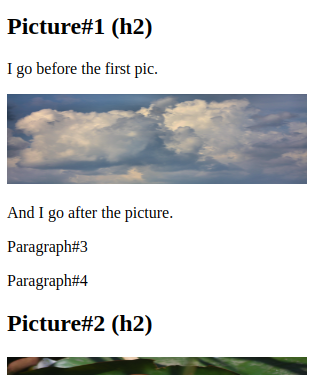 Picture#1 (h2)
I go before the first pic.
And I go after the picture.
Paragraph#3
Paragraph#4
Picture#2 (h2)